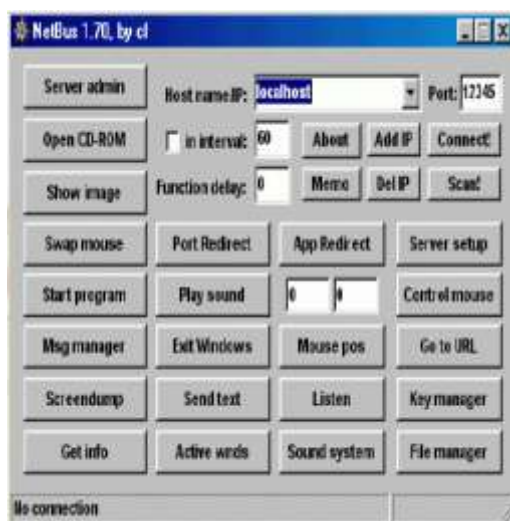 NetBus 1.70, by cf
Server admin
Host name/IP: localhost Port: 12345
Open CD-ROM
in interval: 60 About Add IP Connect!
Show image
Function delay: 0 Memo Del IP Scan!
Swap mouse Port Redirect App Redirect Server setup
Start program Play sound 0 0 Control mouse
Msg manager Exit Windows Mouse pos Go to URL
Screendump Send text Listen Key manager
Get info Active wnds Sound system File manager
No connection